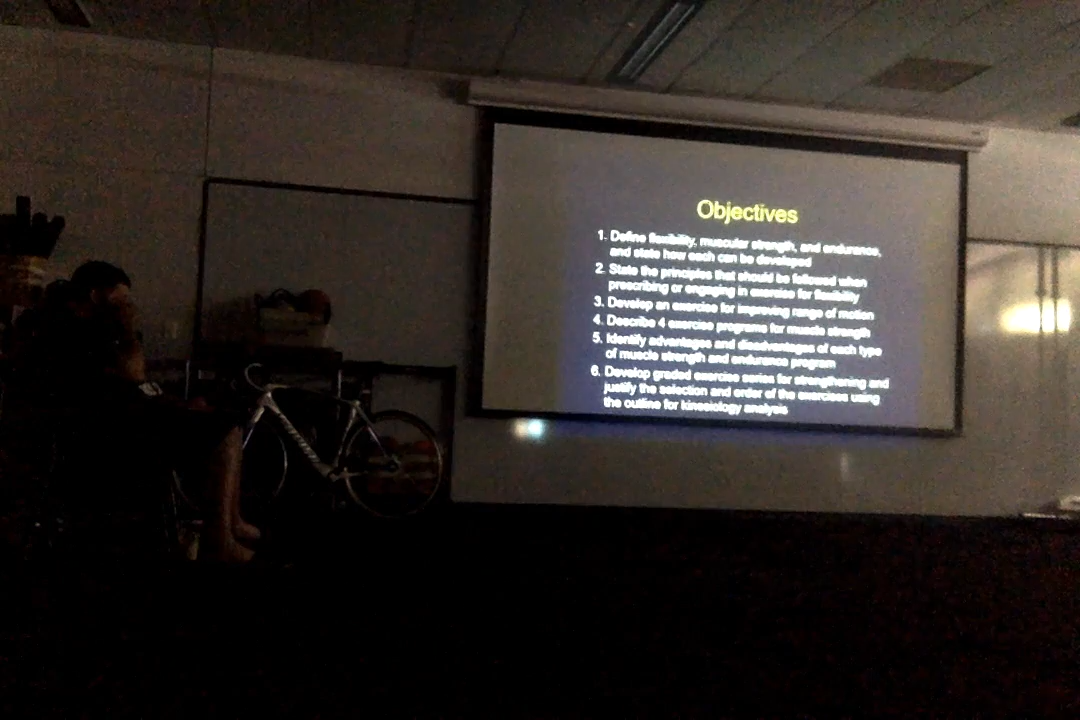 Objectives
1. Define flexibility, muscular strength, and endurance,
and state how each can be developed
2. State the principles that should be followed when
prescribing or engaging in exercise for flexibility
3. Develop an exercise for improving range of motion
4. Describe 4 exercise programs for muscle strength
5. Identify advantages and disadvantages of each type
of muscle strength and endurance program
6. Develop graded exercise series for strengthening and
justify the selection and order of the exercises using
the outline for kinesiology analysis